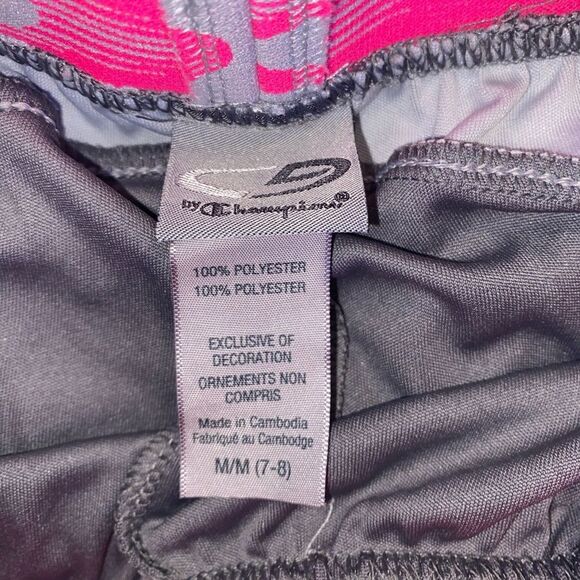 by Champion®
100% POLYESTER
100% POLYESTER
EXCLUSIVE OF
DECORATION
ORNEMENTS NON
COMPRIS
Made in Cambodia
Fabriqué au Cambodge
M/M (7-8)